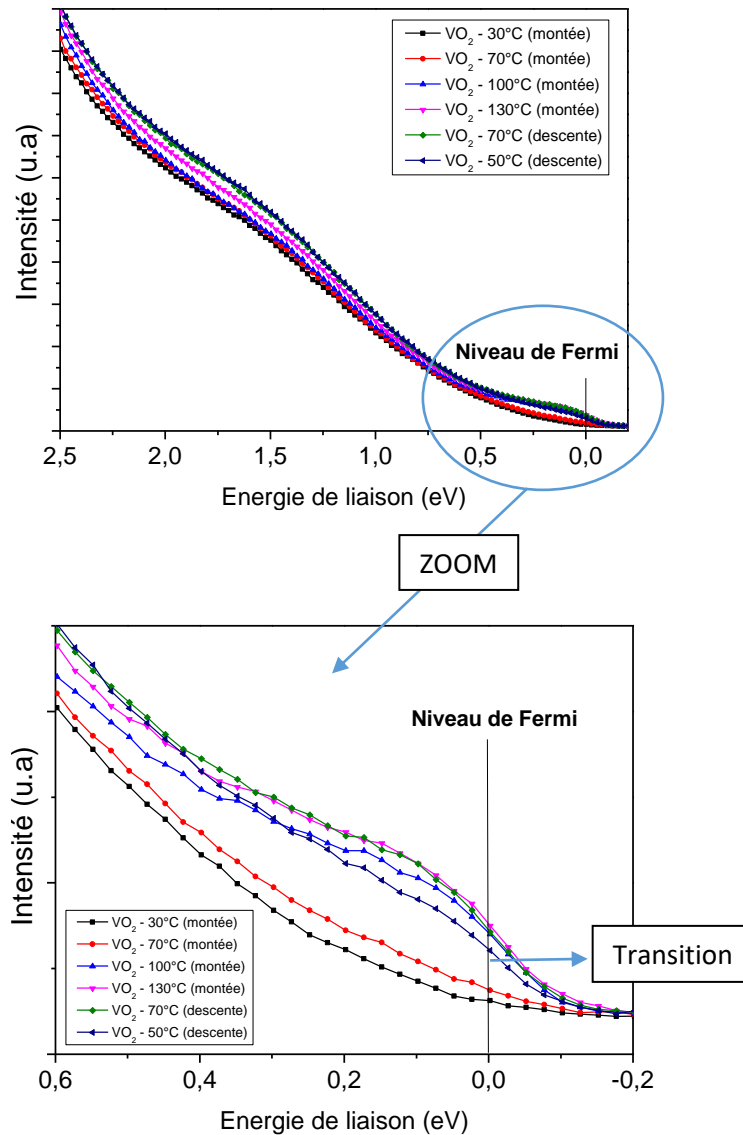 VO2 - 30°C (montée)
VO2 - 70°C (montée)
VO2 - 100°C (montée)
VO2 - 130°C (montée)
VO2 - 70°C (descente)
VO2 - 50°C (descente)
Intensité (u.a)
Niveau de Fermi
2,5 2,0 1,5 1,0 0,5 0,0
Energie de liaison (eV)
ZOOM
Niveau de Fermi
Intensité (u.a)
VO2 - 30°C (montée)
VO2 - 70°C (montée)
VO2 - 100°C (montée)
VO2 - 130°C (montée)
VO2 - 70°C (descente)
VO2 - 50°C (descente)
Transition
0,6 0,4 0,2 0,0 -0,2
Energie de liaison (eV)